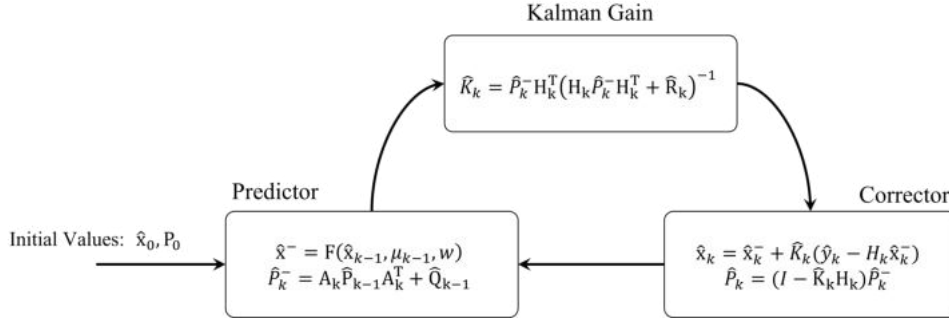 Kalman Gain
K̂ₖ = P̂ₖ⁻Hₖᵀ(HₖP̂ₖ⁻Hₖᵀ + R̂ₖ)⁻¹
Predictor
Corrector
Initial Values: x̂₀, P₀
x̂⁻ = F(x̂ₖ₋₁, μₖ₋₁, w)
P̂ₖ⁻ = AₖP̂ₖ₋₁Aₖᵀ + Q̂ₖ₋₁
x̂ₖ = x̂ₖ⁻ + K̂ₖ(ŷₖ − Hₖx̂ₖ⁻)
P̂ₖ = (I − K̂ₖHₖ)P̂ₖ⁻